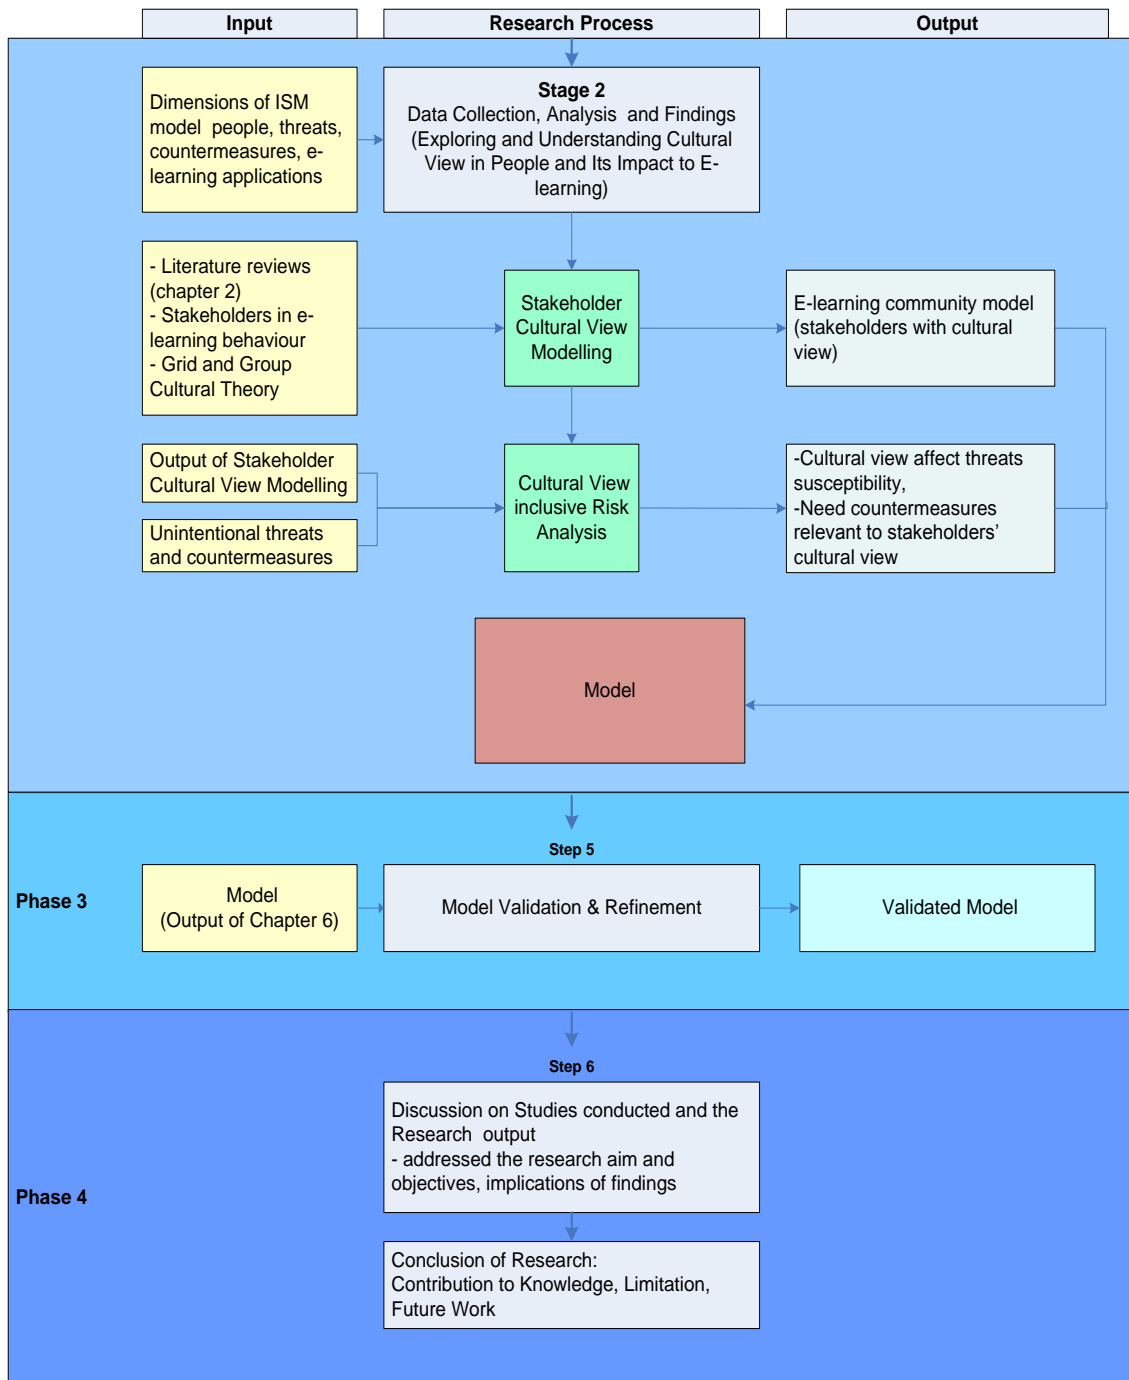 Input
Research Process
Output
Dimensions of ISM
model people, threats,
countermeasures, e-
learning applications
Stage 2
Data Collection, Analysis and Findings
(Exploring and Understanding Cultural
View in People and Its Impact to E-
learning)
- Literature reviews
(chapter 2)
- Stakeholders in e-
learning behaviour
- Grid and Group
Cultural Theory
Stakeholder
Cultural View
Modelling
E-learning community model
(stakeholders with cultural
view)
Output of Stakeholder
Cultural View Modelling
Unintentional threats
and countermeasures
Cultural View
inclusive Risk
Analysis
-Cultural view affect threats
susceptibility,
-Need countermeasures
relevant to stakeholders’
cultural view
Model
Step 5
Phase 3
Model
(Output of Chapter 6)
Model Validation & Refinement
Validated Model
Step 6
Phase 4
Discussion on Studies conducted and the
Research output
- addressed the research aim and
objectives, implications of findings
Conclusion of Research:
Contribution to Knowledge, Limitation,
Future Work